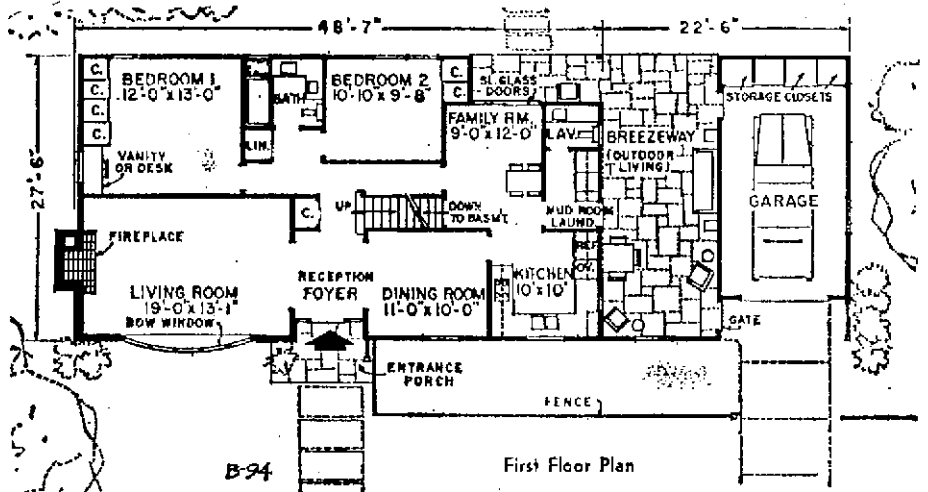 48'-7"
22'-6"
27'-6"
C.
C.
C.
C.
BEDROOM 1
12'-0"X13'-0"
BATH
LIN.
BEDROOM 2
10'-10"X9'-8"
C.
C.
SL. GLASS
DOORS
FAMILY RM.
9'-0"X12'-0"
LAV.
BREEZEWAY
(OUTDOOR
LIVING)
STORAGE CLOSETS
GARAGE
VANITY
OR DESK
UP
DOWN
TO BASM'T
MUD ROOM
LAUND.
C.
FIREPLACE
REF.
OV.
LIVING ROOM
19'-0"X13'-1"
BOW WINDOW
RECEPTION
FOYER
DINING ROOM
11'-0"X10'-0"
KITCHEN
10'X10'
GATE
ENTRANCE
PORCH
FENCE
B-94
First Floor Plan